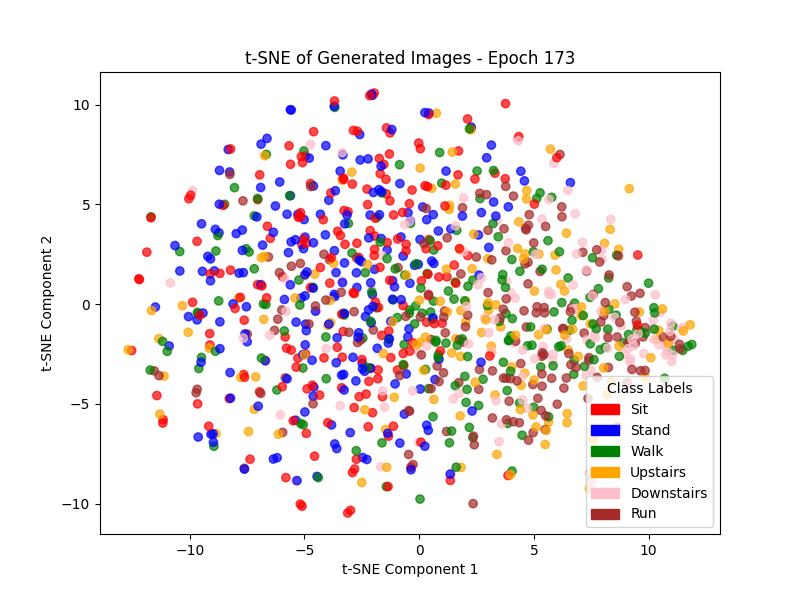 t-SNE of Generated Images - Epoch 173
t-SNE Component 2
10
5
0
−5
−10
−10
−5
0
5
10
t-SNE Component 1
Class Labels
Sit
Stand
Walk
Upstairs
Downstairs
Run